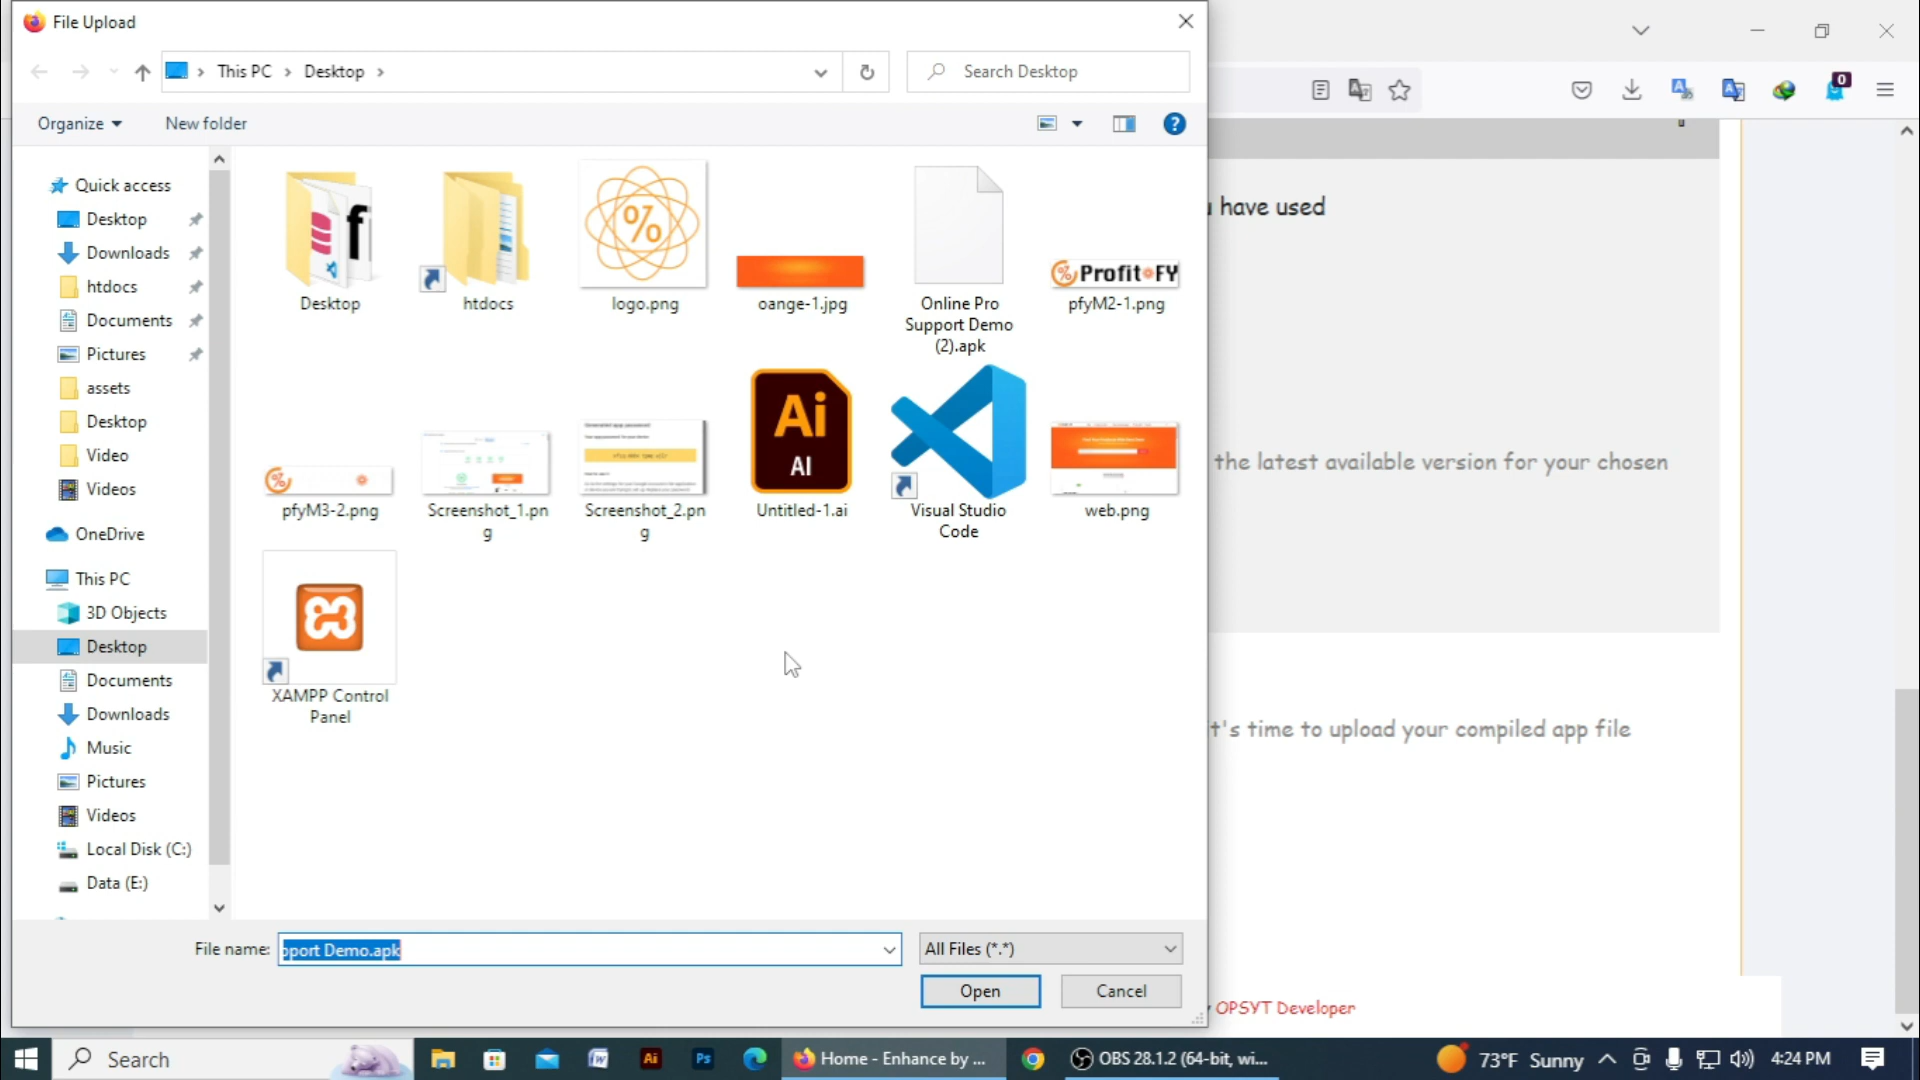 File Upload
This PC > Desktop >
Search Desktop
Organize
New folder
Quick access
Desktop
Downloads
htdocs
Documents
Pictures
assets
Desktop
Video
Videos
OneDrive
This PC
3D Objects
Desktop
Documents
Downloads
Music
Pictures
Videos
Local Disk (C:)
Data (E:)
Desktop
htdocs
%
logo.png
oange-1.jpg
Online Pro
Support Demo
(2).apk
% Profit FY
pfyM2-1.png
%
pfyM3-2.png
Screenshot_1.pn
g
Screenshot_2.pn
g
Ai
AI
Untitled-1.ai
Visual Studio
Code
web.png
XAMPP Control
Panel
File name:
pport Demo.apk
All Files (*.*)
Open
Cancel
0
have used
the latest available version for your chosen
t's time to upload your compiled app file
OPSYT Developer
Search
Ai
Ps
Home - Enhance by ...
OBS 28.1.2 (64-bit, wi...
73°F Sunny
4:24 PM